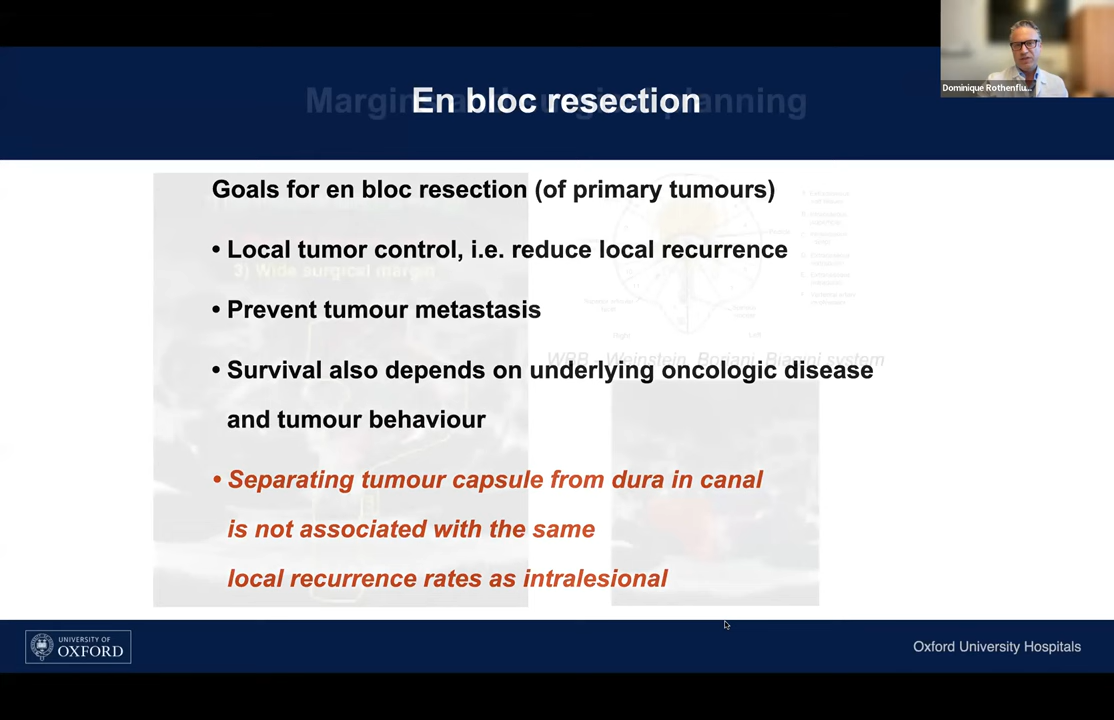 En bloc resection
Dominique Rothenflu...
Goals for en bloc resection (of primary tumours)
• Local tumor control, i.e. reduce local recurrence
3) Wide surgical margin
• Prevent tumour metastasis
Right
Left
WBB - Weinstein, Boriani, Biagini system
• Survival also depends on underlying oncologic disease
and tumour behaviour
• Separating tumour capsule from dura in canal
is not associated with the same
local recurrence rates as intralesional
UNIVERSITY OF
OXFORD
Oxford University Hospitals